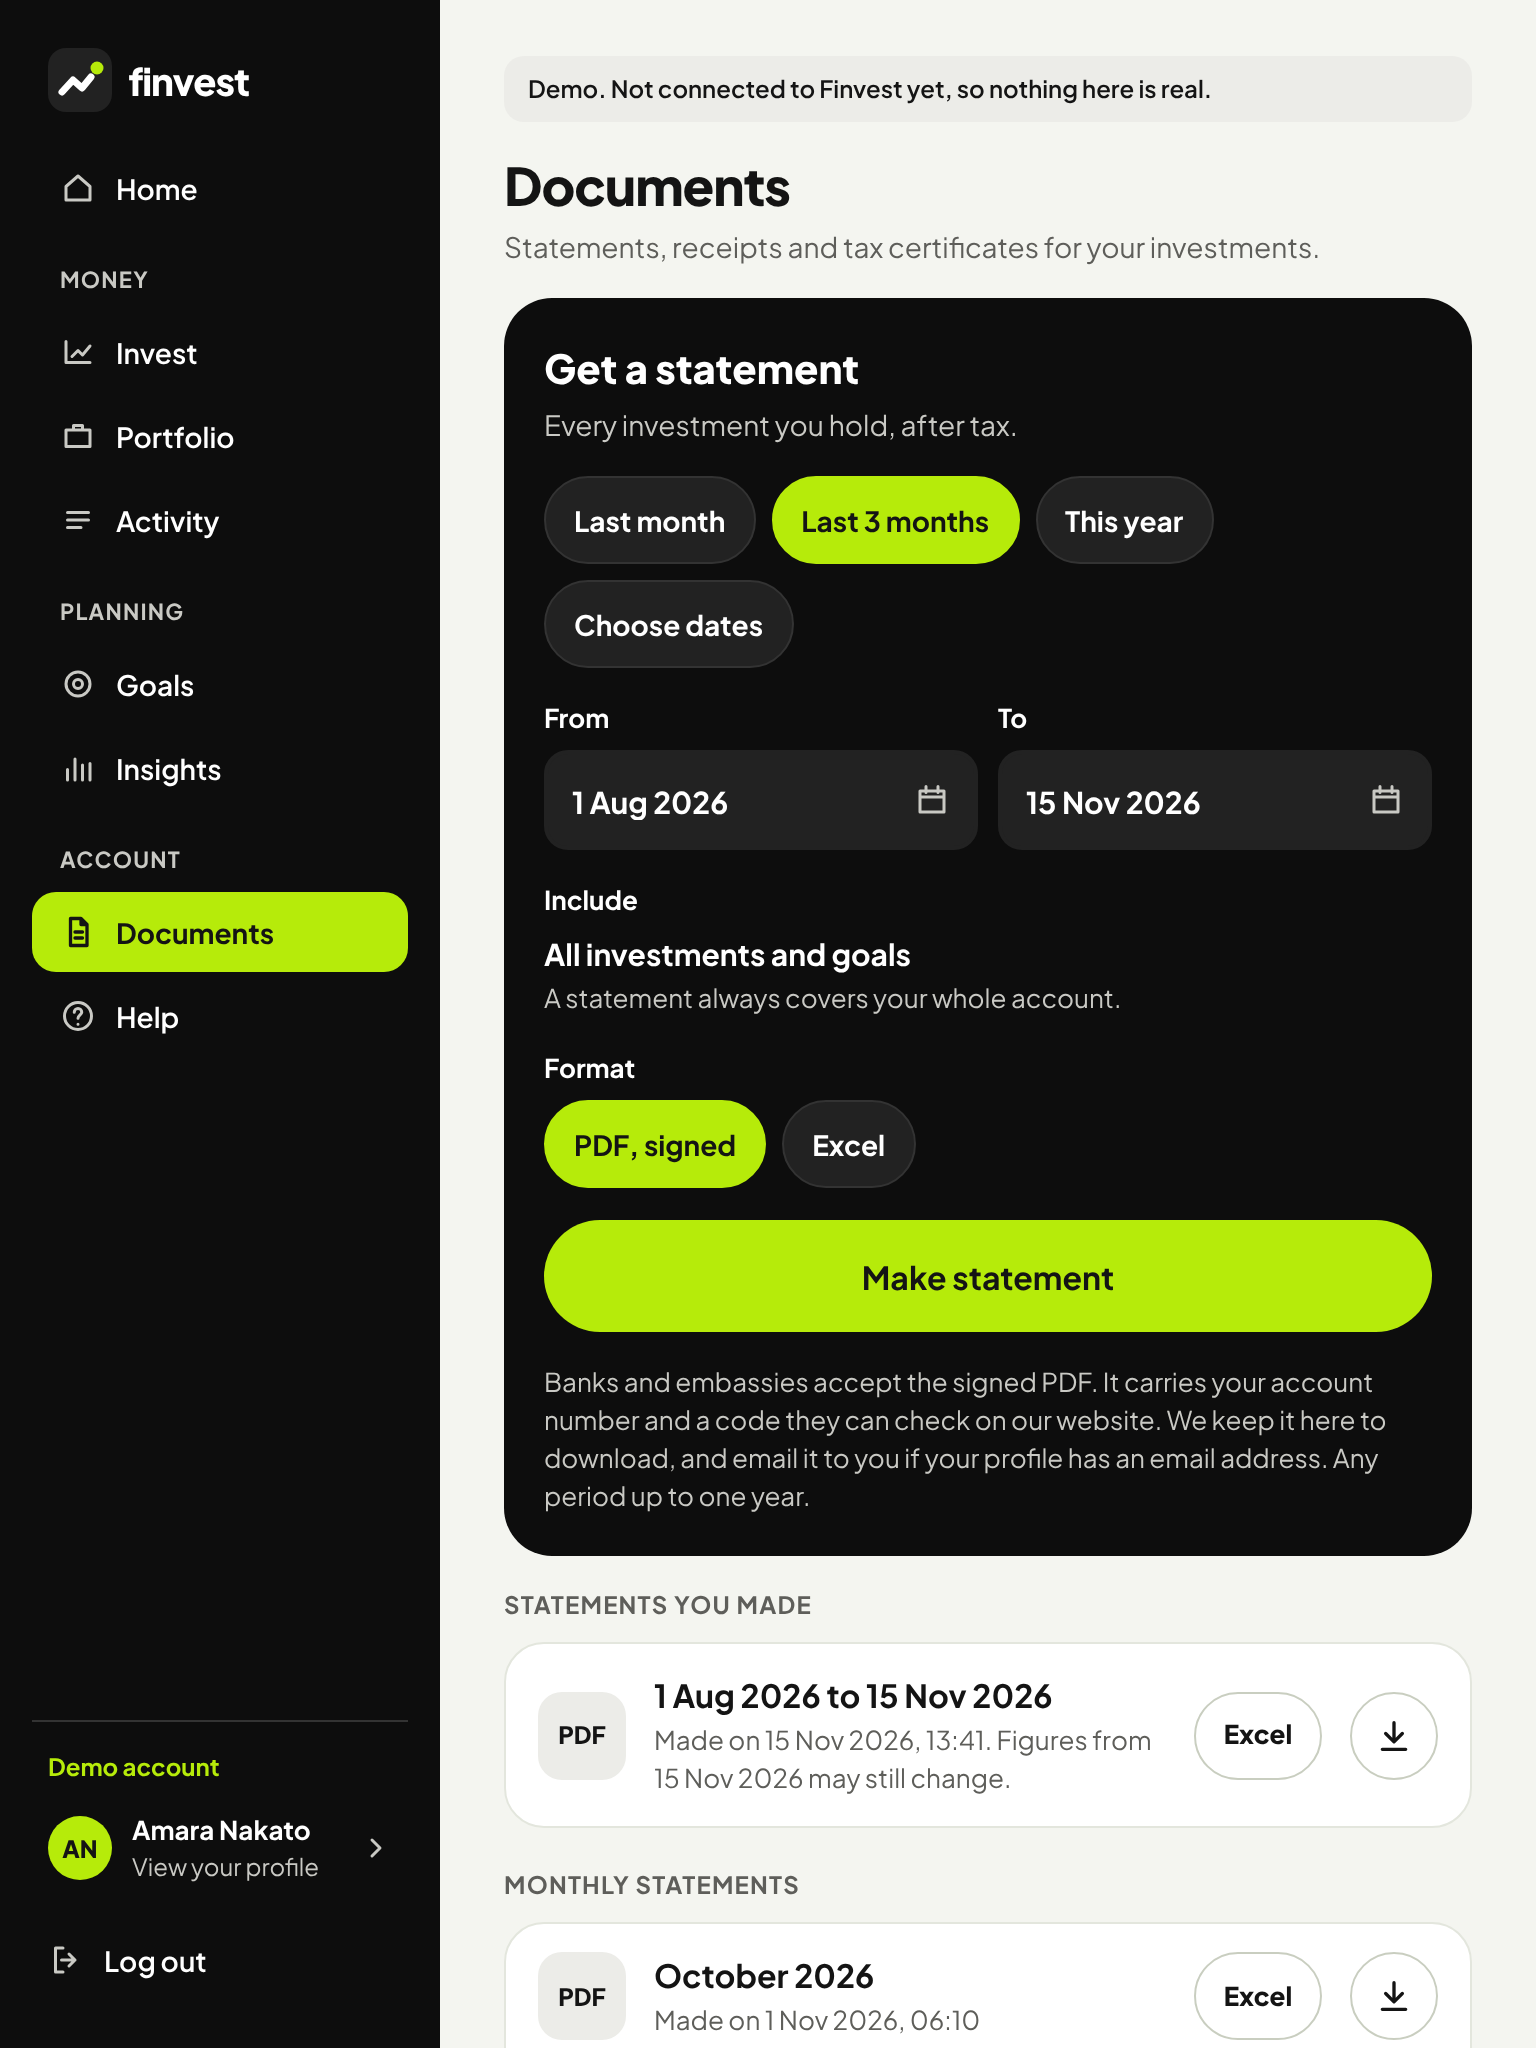 finvest
Home
MONEY
Invest
Portfolio
Activity
PLANNING
Goals
Insights
ACCOUNT
Documents
Help
Demo account
AN
Amara Nakato
View your profile
Log out
Demo. Not connected to Finvest yet, so nothing here is real.
Documents
Statements, receipts and tax certificates for your investments.
Get a statement
Every investment you hold, after tax.
Last month
Last 3 months
This year
Choose dates
From
To
1 Aug 2026
15 Nov 2026
Include
All investments and goals
A statement always covers your whole account.
Format
PDF, signed
Excel
Make statement
Banks and embassies accept the signed PDF. It carries your account
number and a code they can check on our website. We keep it here to
download, and email it to you if your profile has an email address. Any
period up to one year.
STATEMENTS YOU MADE
PDF
1 Aug 2026 to 15 Nov 2026
Made on 15 Nov 2026, 13:41. Figures from
15 Nov 2026 may still change.
Excel
MONTHLY STATEMENTS
PDF
October 2026
Made on 1 Nov 2026, 06:10
Excel